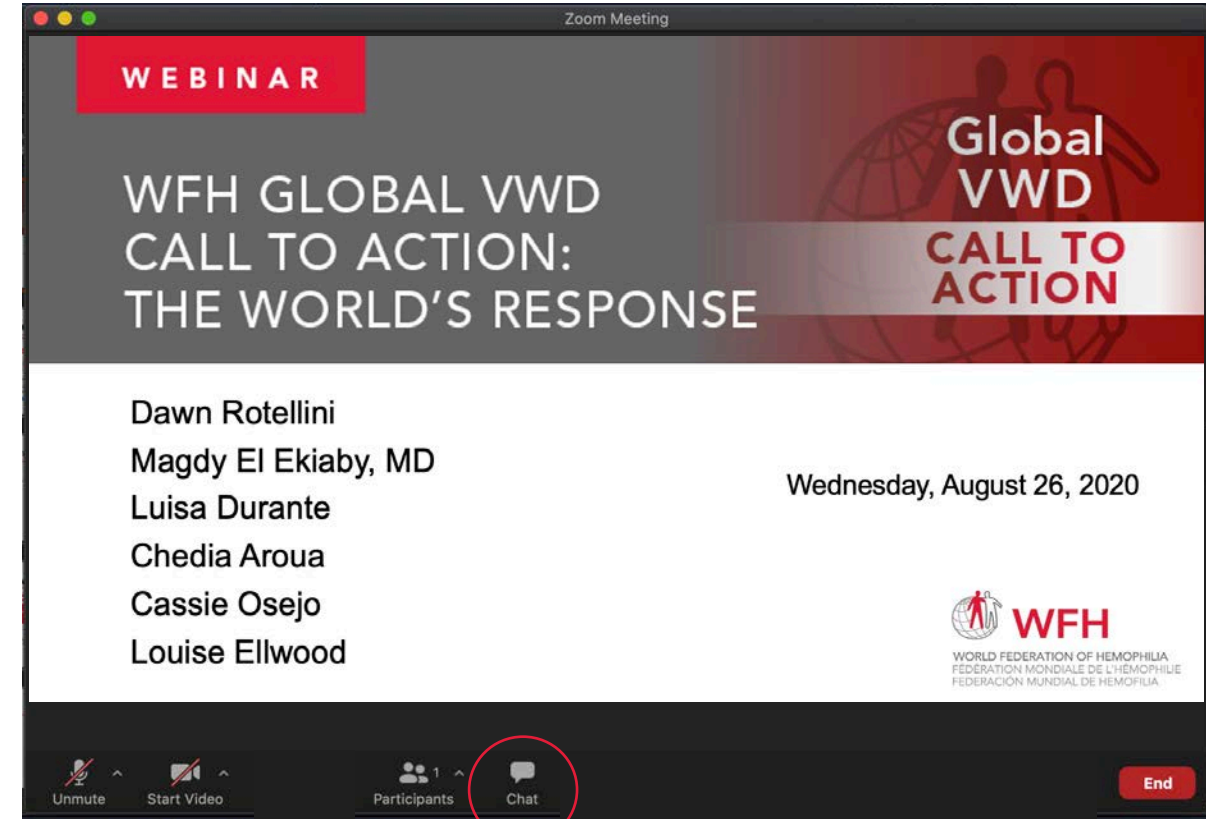 Zoom Meeting
WEBINAR
WFH GLOBAL VWD
CALL TO ACTION:
THE WORLD'S RESPONSE
Global
VWD
CALL TO
ACTION
Dawn Rotellini
Magdy El Ekiaby, MD
Luisa Durante
Chedia Aroua
Cassie Osejo
Louise Ellwood
Wednesday, August 26, 2020
WFH
WORLD FEDERATION OF HEMOPHILIA
FÉDÉRATION MONDIALE DE L'HÉMOPHILIE
FEDERACIÓN MUNDIAL DE HEMOFILIA
1
Unmute
Start Video
Participants
Chat
End